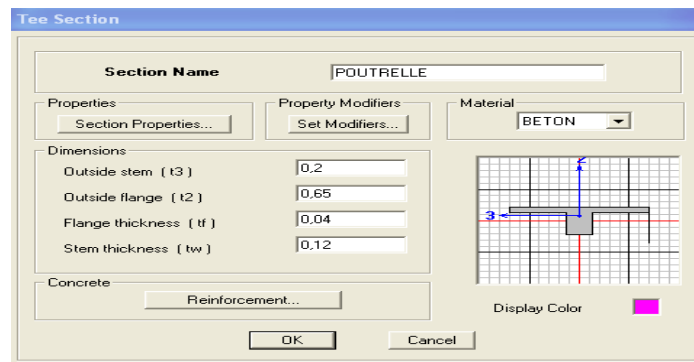 Tee Section
Section Name POUTRELLE
Properties Property Modifiers Material
Section Properties... Set Modifiers... BETON
Dimensions
Outside stem ( t3 ) 0,2
Outside flange ( t2 ) 0,65
Flange thickness ( tf ) 0,04
Stem thickness ( tw ) 0,12
2
3
Concrete
Reinforcement...
Display Color
OK Cancel